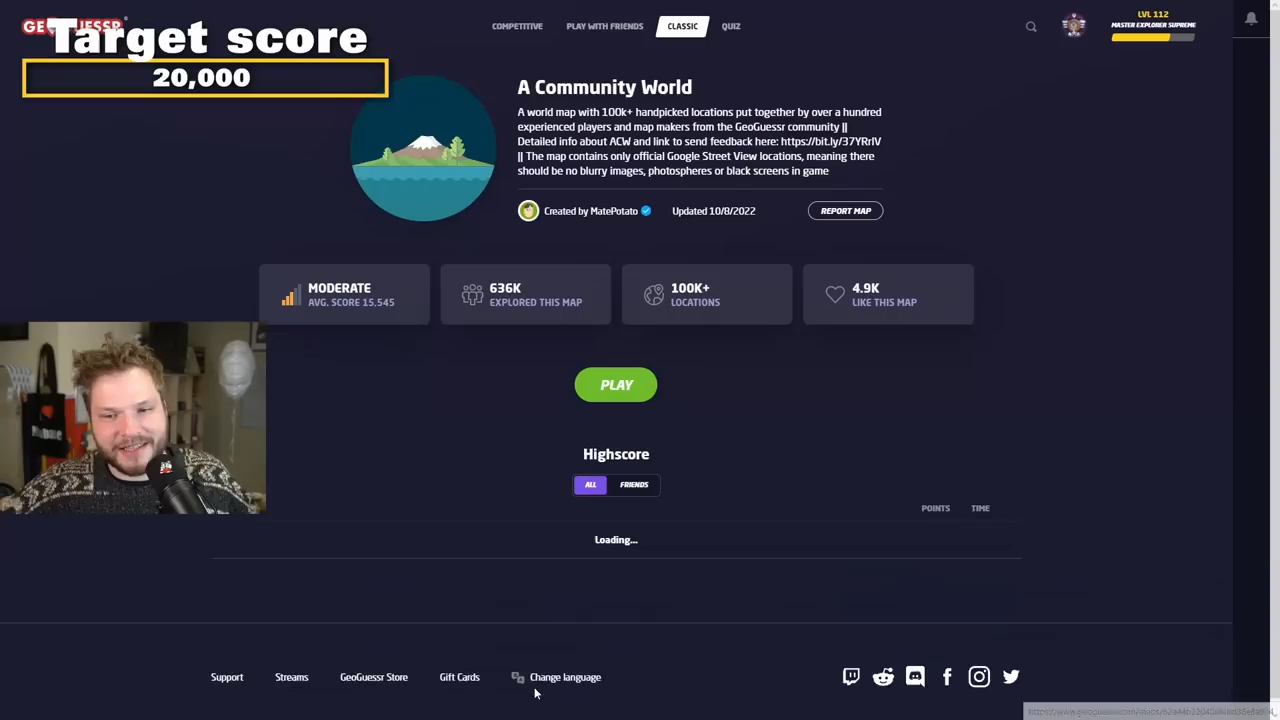 Target score
20,000
COMPETITIVE
PLAY WITH FRIENDS
CLASSIC
QUIZ
LVL 112
MASTER EXPLORER SUPREME
A Community World
A world map with 100k+ handpicked locations put together by over a hundred
experienced players and map makers from the GeoGuessr community ||
Detailed info about ACW and link to send feedback here: https://bit.ly/37YRrIV
|| The map contains only official Google Street View locations, meaning there
should be no blurry images, photospheres or black screens in game
Created by MatePotato
Updated 10/8/2022
REPORT MAP
MODERATE
AVG. SCORE 15,545
636K
EXPLORED THIS MAP
100K+
LOCATIONS
4.9K
LIKE THIS MAP
PLAY
Highscore
ALL
FRIENDS
POINTS
TIME
Loading...
Support
Streams
GeoGuessr Store
Gift Cards
Change language